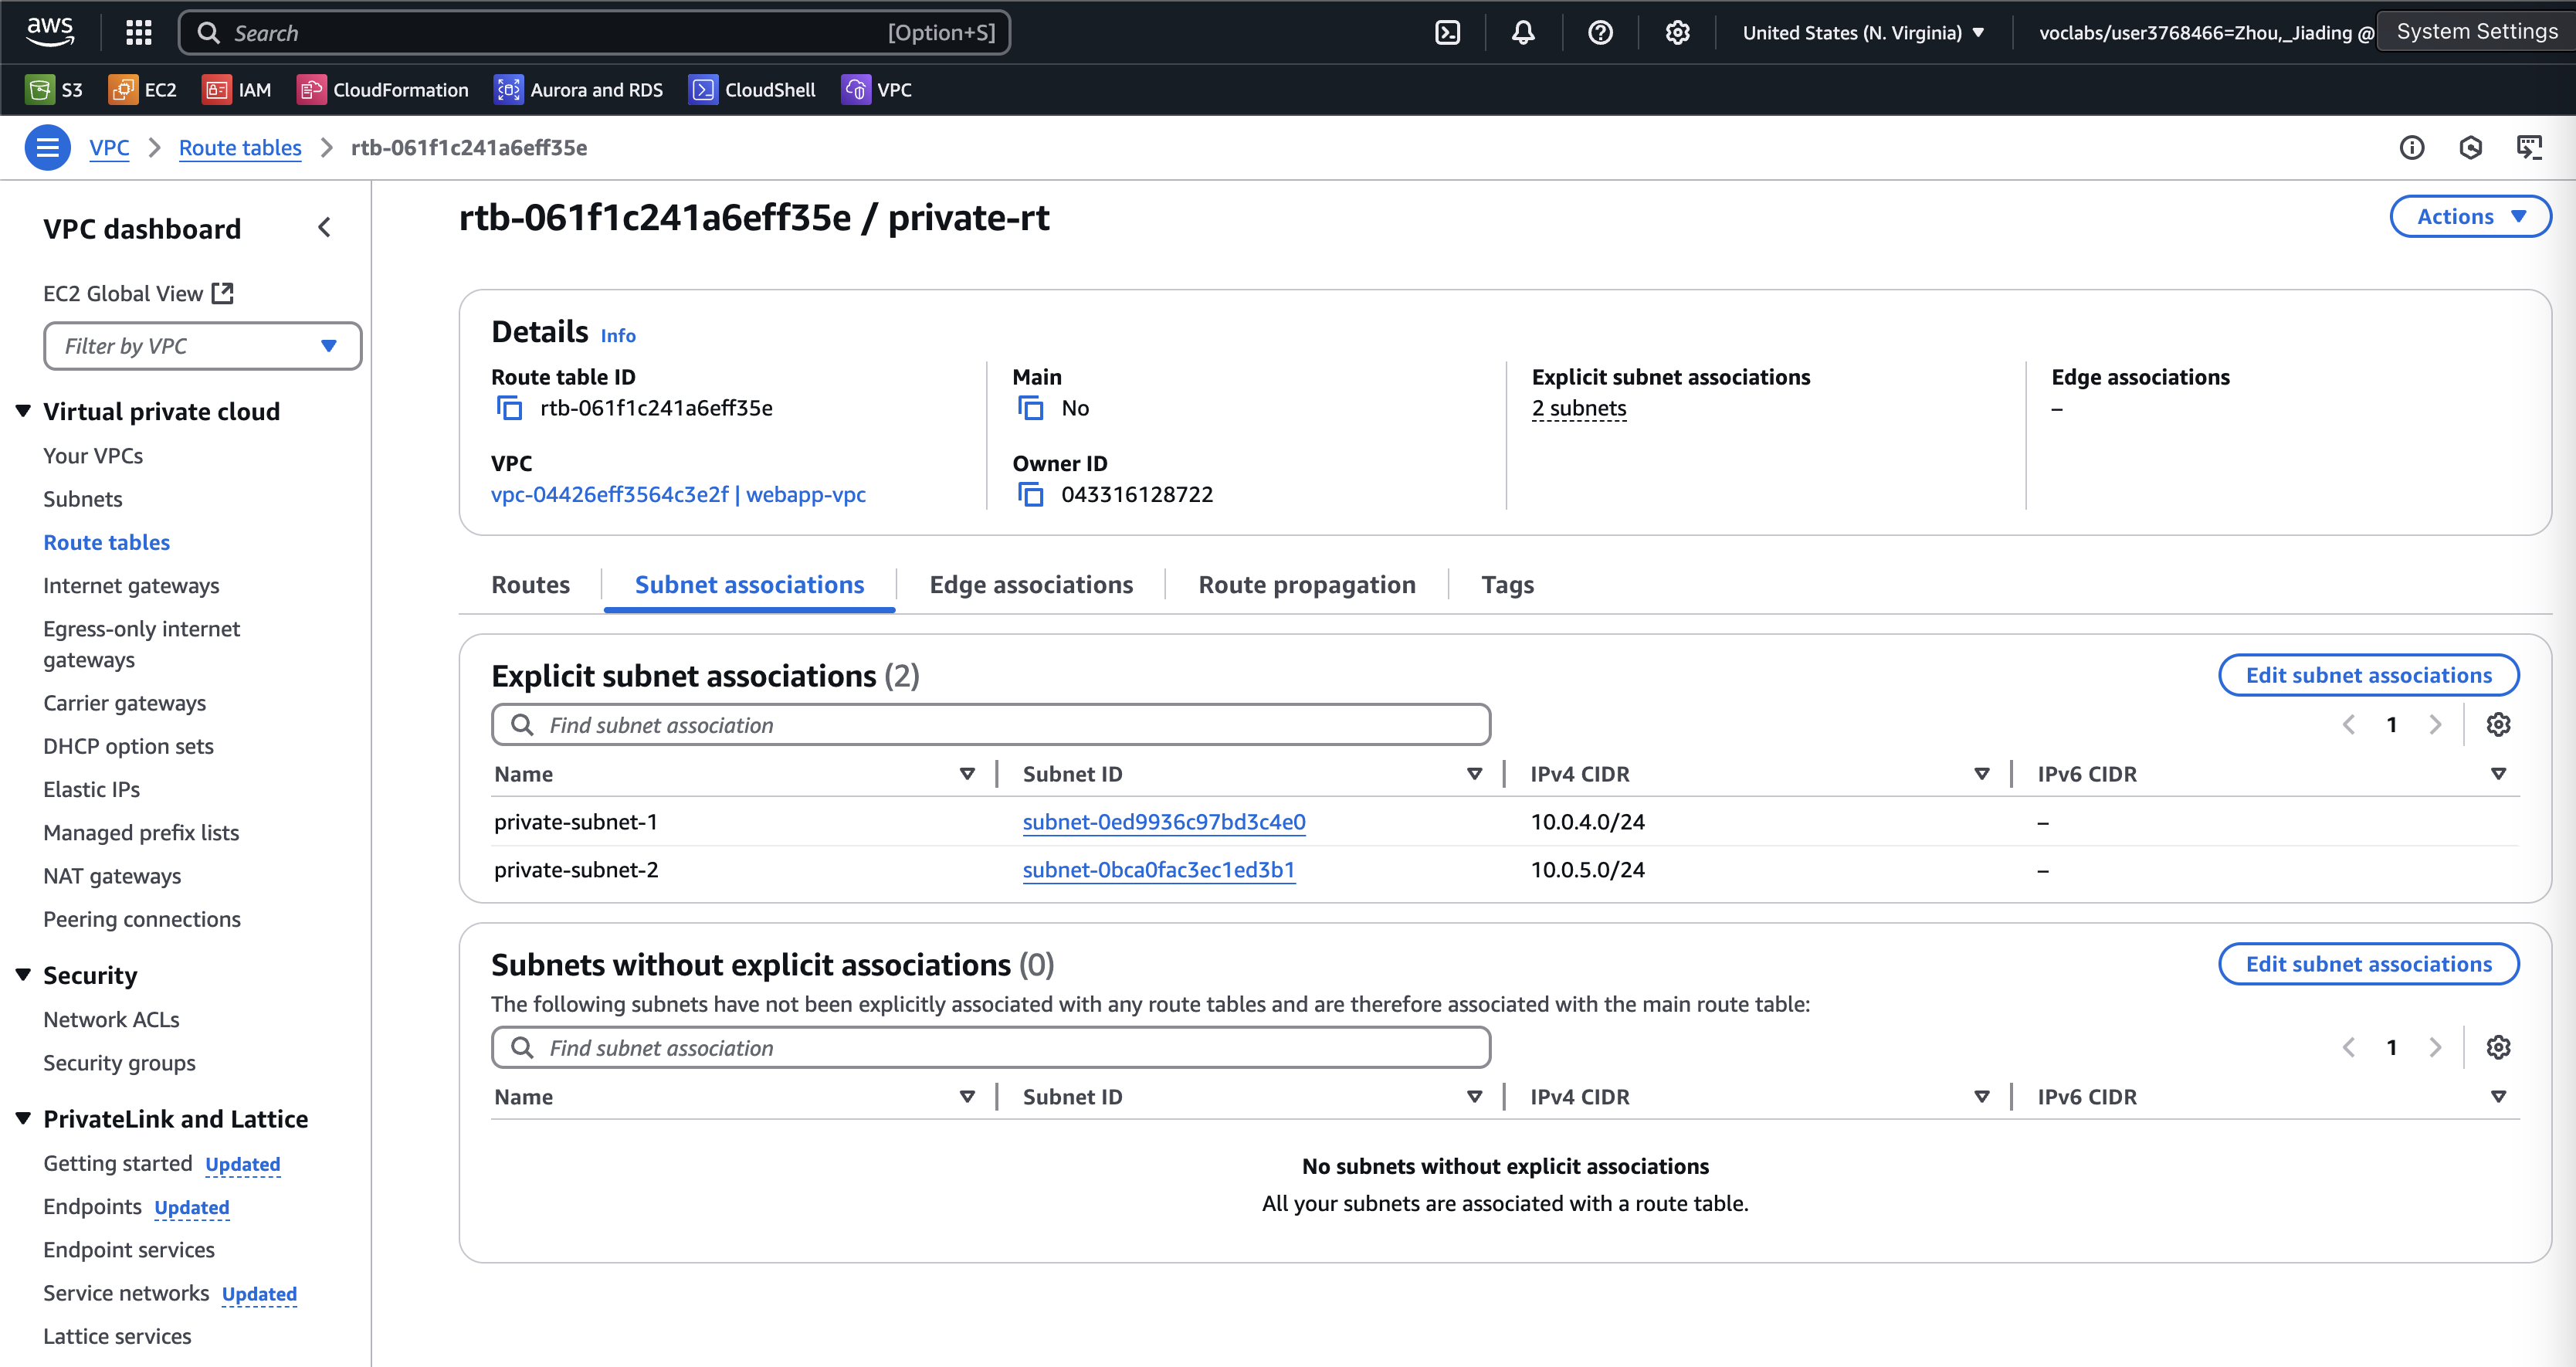 aws
Search [Option+S]
United States (N. Virginia)
voclabs/user3768466=Zhou,_Jiading @
System Settings
S3 EC2 IAM CloudFormation Aurora and RDS CloudShell VPC
VPC Route tables rtb-061f1c241a6eff35e
VPC dashboard
EC2 Global View
Filter by VPC
Virtual private cloud
Your VPCs
Subnets
Route tables
Internet gateways
Egress-only internet
gateways
Carrier gateways
DHCP option sets
Elastic IPs
Managed prefix lists
NAT gateways
Peering connections
Security
Network ACLs
Security groups
PrivateLink and Lattice
Getting started Updated
Endpoints Updated
Endpoint services
Service networks Updated
Lattice services
rtb-061f1c241a6eff35e / private-rt
Actions
Details Info
Route table ID
rtb-061f1c241a6eff35e
VPC
vpc-04426eff3564c3e2f | webapp-vpc
Main
No
Owner ID
043316128722
Explicit subnet associations
2 subnets
Edge associations
–
Routes Subnet associations Edge associations Route propagation Tags
Explicit subnet associations (2)
Edit subnet associations
Find subnet association
1
Name Subnet ID IPv4 CIDR IPv6 CIDR
private-subnet-1 subnet-0ed9936c97bd3c4e0 10.0.4.0/24 –
private-subnet-2 subnet-0bca0fac3ec1ed3b1 10.0.5.0/24 –
Subnets without explicit associations (0)
Edit subnet associations
The following subnets have not been explicitly associated with any route tables and are therefore associated with the main route table:
Find subnet association
1
Name Subnet ID IPv4 CIDR IPv6 CIDR
No subnets without explicit associations
All your subnets are associated with a route table.